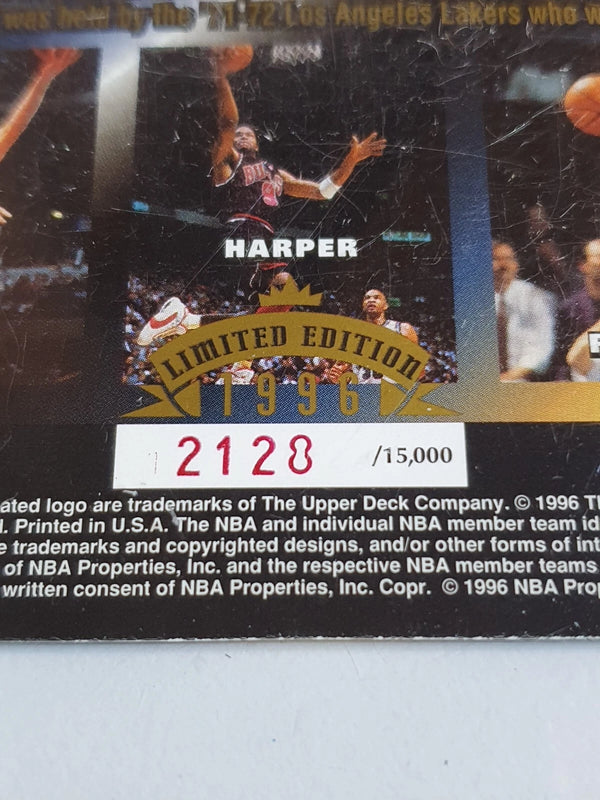 was held by the '71-72 Los Angeles Lakers who w
BULLS
HARPER
LIMITED EDITION
1996
2128 /15,000
ated logo are trademarks of The Upper Deck Company. © 1996 T
. Printed in U.S.A. The NBA and individual NBA member team id
e trademarks and copyrighted designs, and/or other forms of int
of NBA Properties, Inc. and the respective NBA member teams
written consent of NBA Properties, Inc. Copr. © 1996 NBA Prop